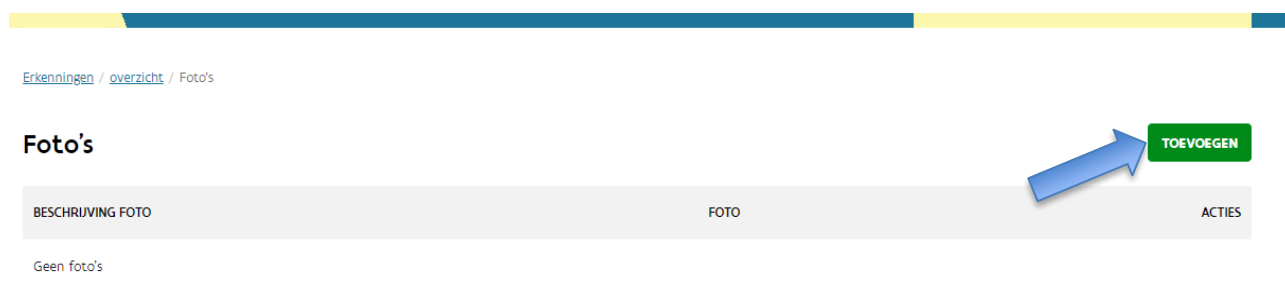 Erkenningen / overzicht / Foto's
Foto's
TOEVOEGEN
BESCHRIJVING FOTO FOTO ACTIES
Geen foto's